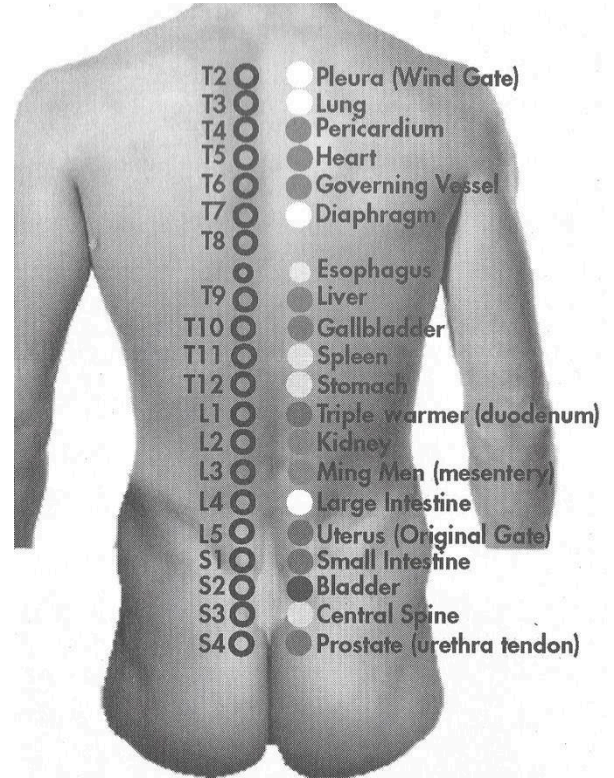 T2 Pleura (Wind Gate)
T3 Lung
T4 Pericardium
T5 Heart
T6 Governing Vessel
T7 Diaphragm
T8
Esophagus
T9 Liver
T10 Gallbladder
T11 Spleen
T12 Stomach
L1 Triple warmer (duodenum)
L2 Kidney
L3 Ming Men (mesentery)
L4 Large Intestine
L5 Uterus (Original Gate)
S1 Small Intestine
S2 Bladder
S3 Central Spine
S4 Prostate (urethra tendon)